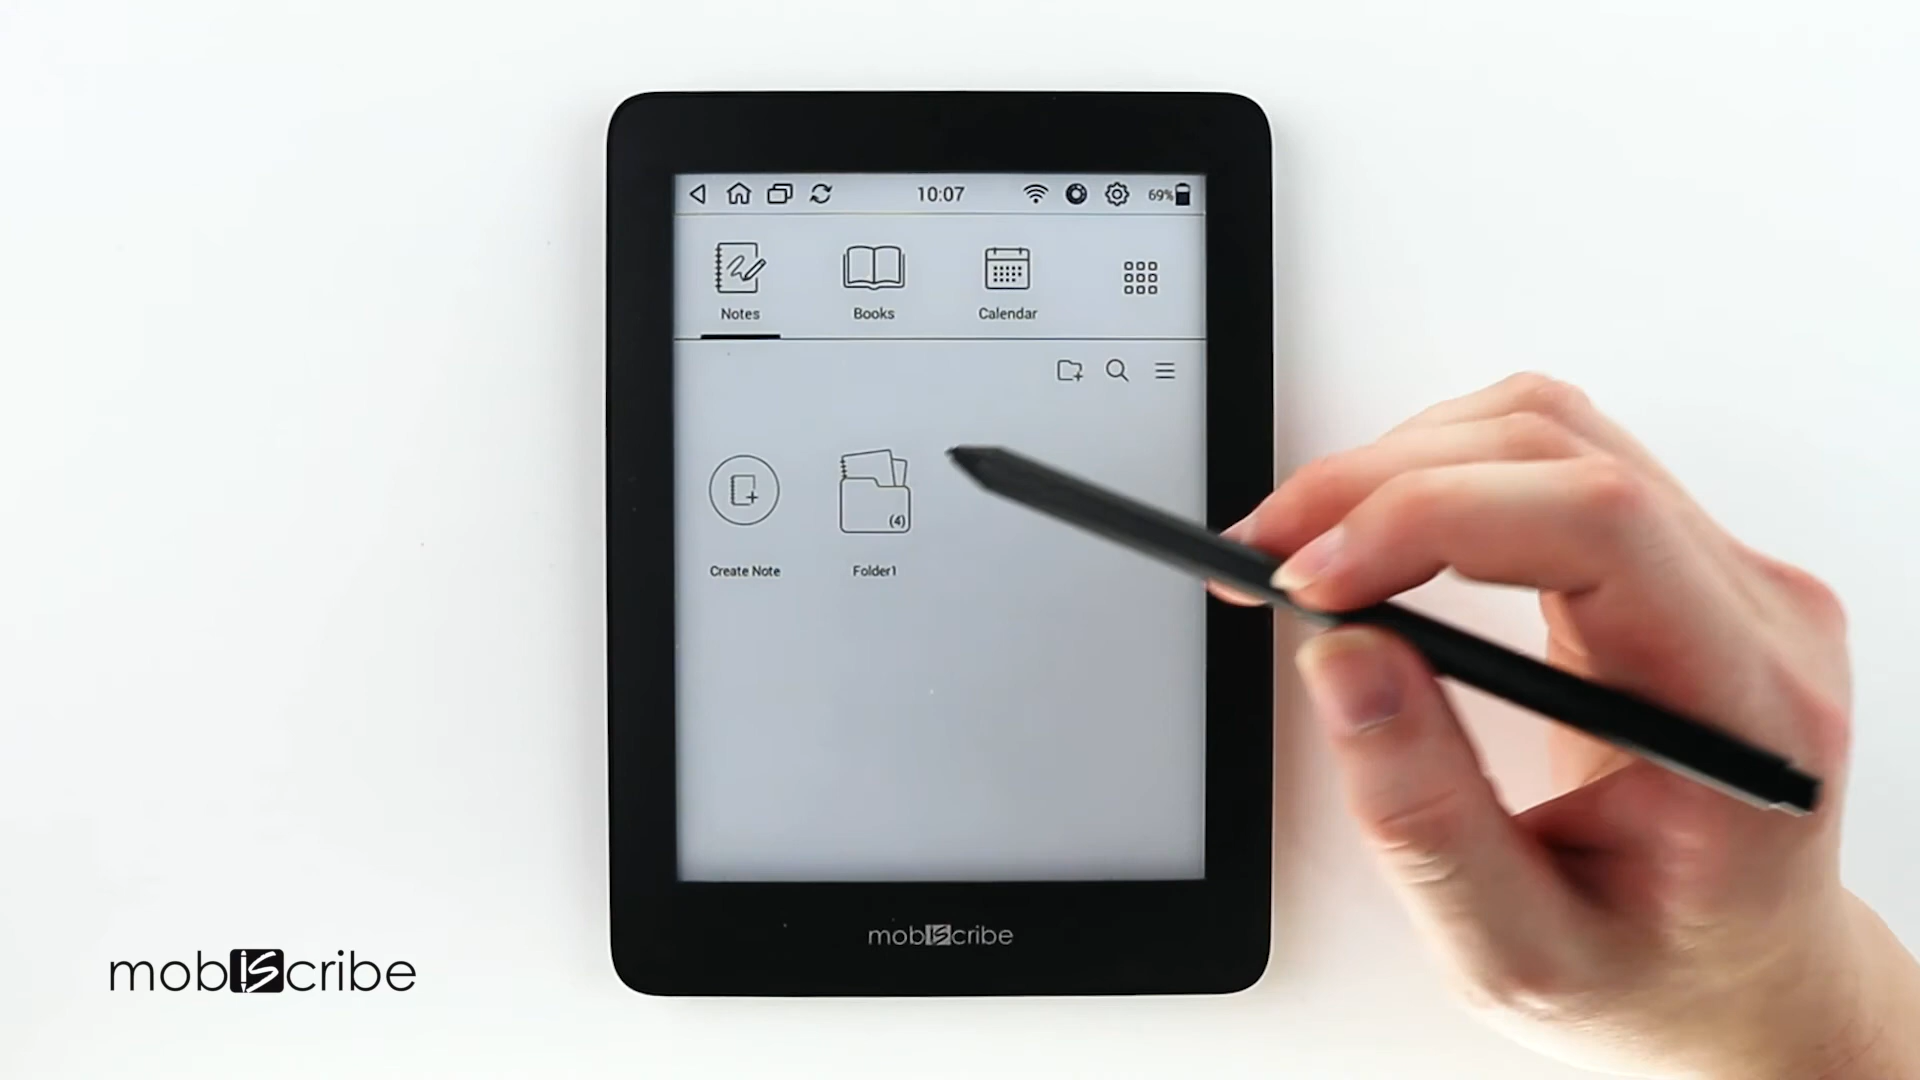 10:07
69%
Notes
Books
Calendar
(4)
Create Note
Folder1
mobiscribe
mobiscribe